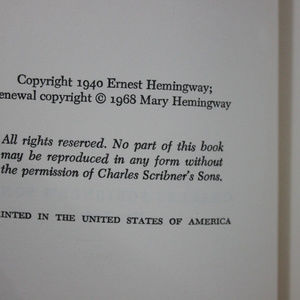 Copyright 1940 Ernest Hemingway;
enewal copyright © 1968 Mary Hemingway
All rights reserved. No part of this book
may be reproduced in any form without
the permission of Charles Scribner's Sons.
INTED IN THE UNITED STATES OF AMERICA